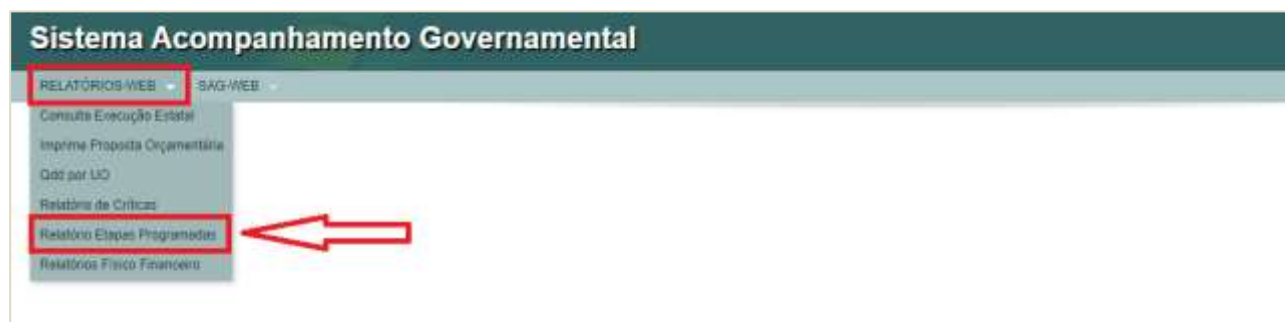 Sistema Acompanhamento Governamental
RELATÓRIOS-WEB SAG-WEB
Consulta Execução Estatal
Imprime Proposta Orçamentária
Qdd por UO
Relatório de Críticas
Relatório Etapas Programadas
Relatórios Físico Financeiro